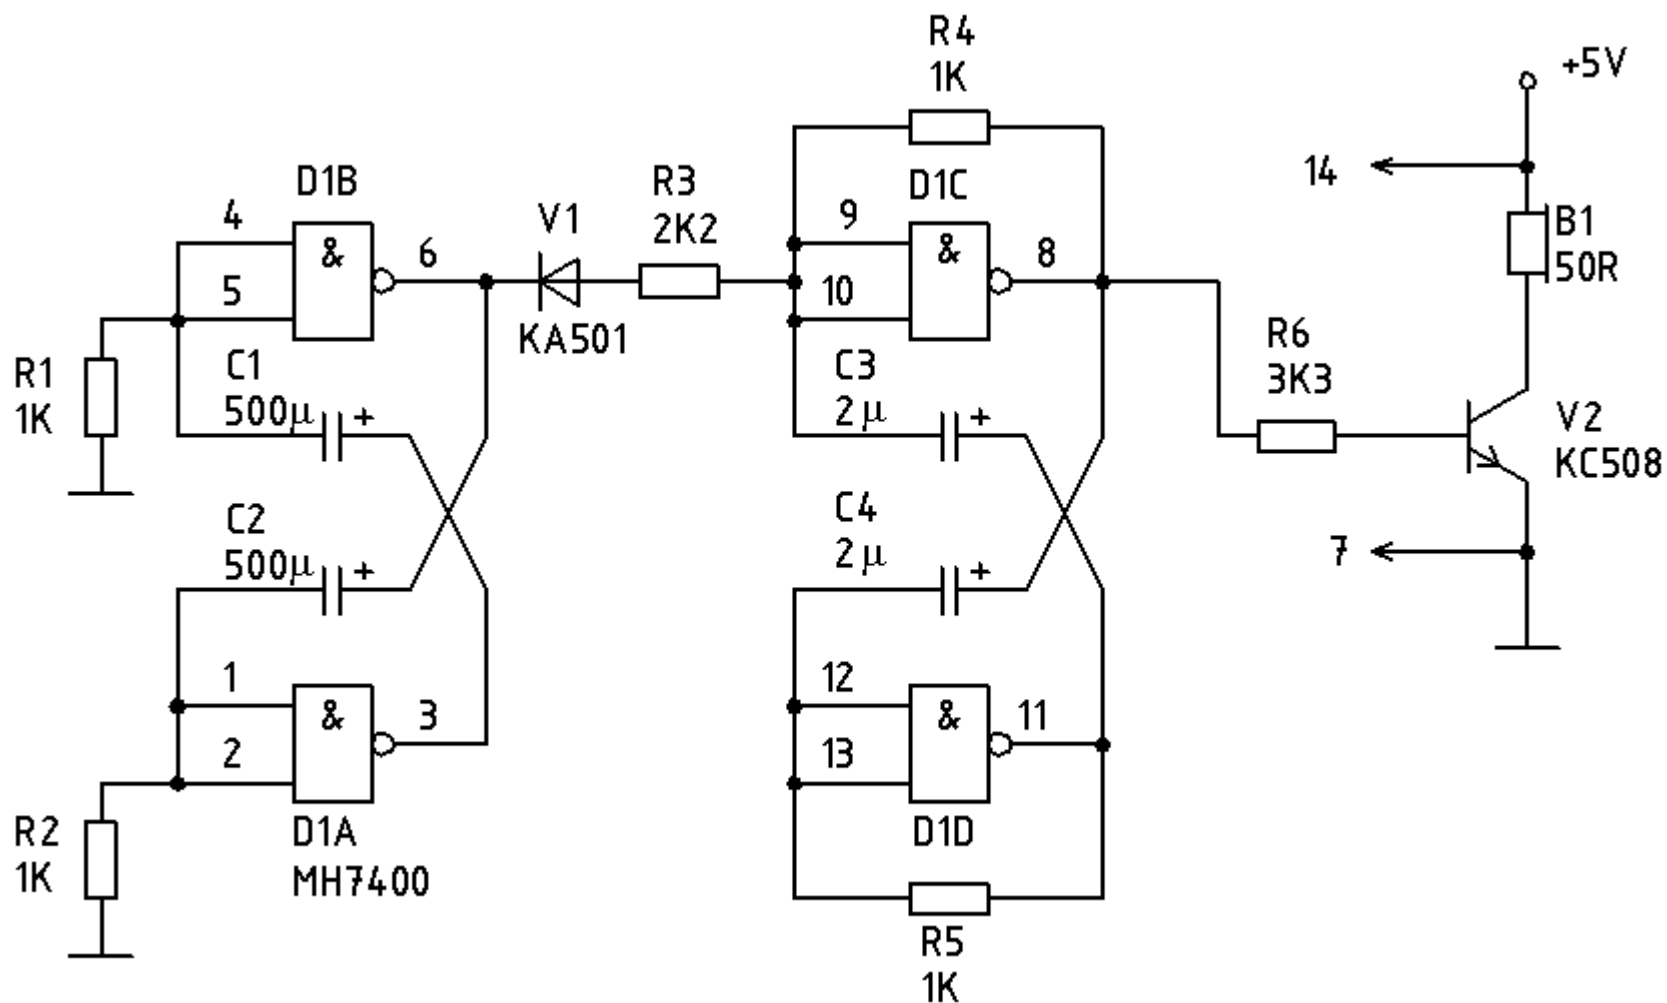 R4
1K
+5V
14
D1B
R3
2K2
D1C
V1
4
&
6
9
&
8
B1
50R
5
10
KA501
R1
1K
C1
500µ
+
C3
2µ
+
R6
3K3
V2
KC508
C2
500µ
+
C4
2µ
+
7
1
&
3
12
&
11
2
13
R2
1K
D1A
MH7400
D1D
R5
1K